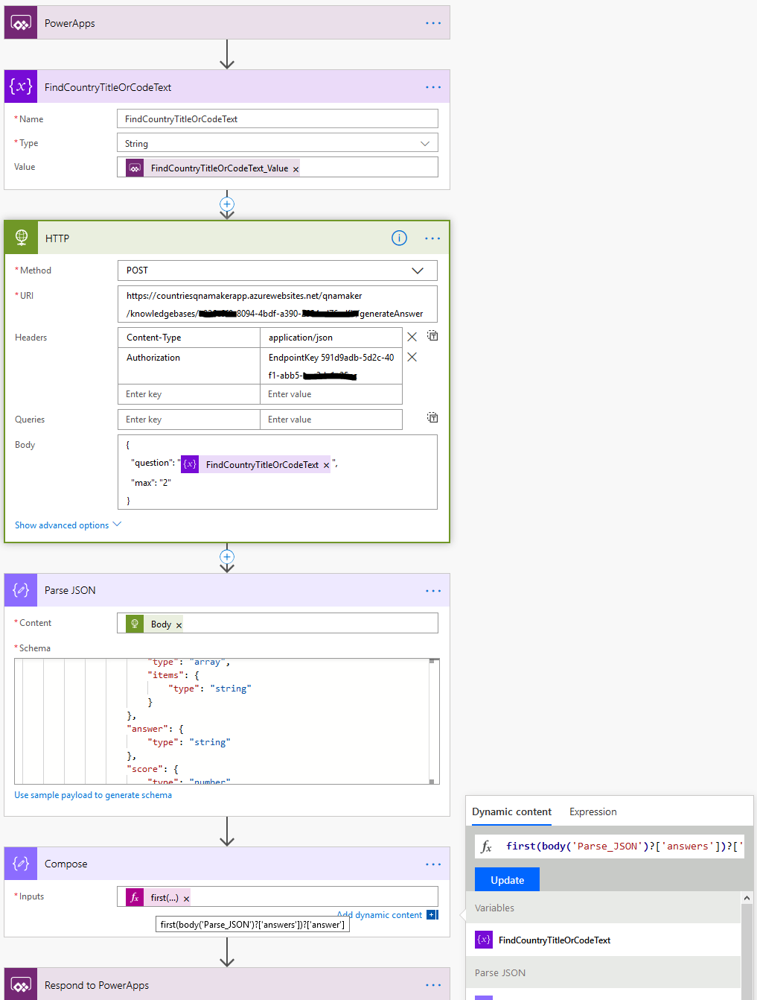 PowerApps
FindCountryTitleOrCodeText
* Name
FindCountryTitleOrCodeText
* Type
String
Value
FindCountryTitleOrCodeText_Value ×
HTTP
* Method
POST
* URI
https://countriesqnamakerapp.azurewebsites.net/qnamaker
/knowledgebases/ 8094-4bdf-a390- /generateAnswer
Headers
Content-Type
application/json
Authorization
EndpointKey 591d9adb-5d2c-40
f1-abb5-
Enter key
Enter value
Queries
Enter key
Enter value
Body
{
"question": " {x} FindCountryTitleOrCodeText × ",
"max": "2"
}
Show advanced options
Parse JSON
* Content
Body ×
* Schema
"type": "array",
"items": {
"type": "string"
}
},
"answer": {
"type": "string"
},
"score": {
"type": "number"
Use sample payload to generate schema
Compose
* Inputs
fx first(...) ×
Add dynamic content
first(body('Parse_JSON')?['answers'])?['answer']
Respond to PowerApps
Dynamic content
Expression
fx first(body('Parse_JSON')?['answers'])?['
Update
Variables
{x} FindCountryTitleOrCodeText
Parse JSON